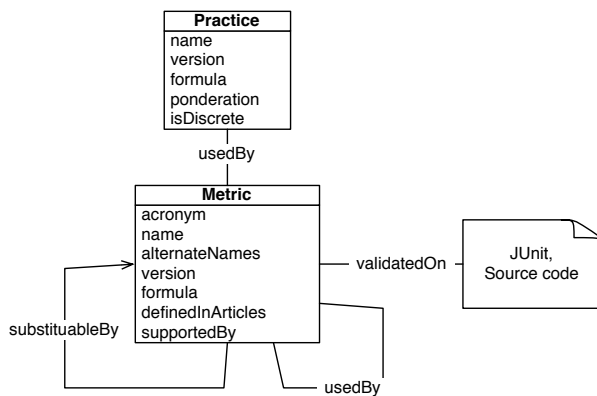 Practice
name
version
formula
ponderation
isDiscrete
usedBy
Metric
acronym
name
alternateNames
version
formula
definedInArticles
supportedBy
validatedOn
JUnit,
Source code
substituableBy
usedBy